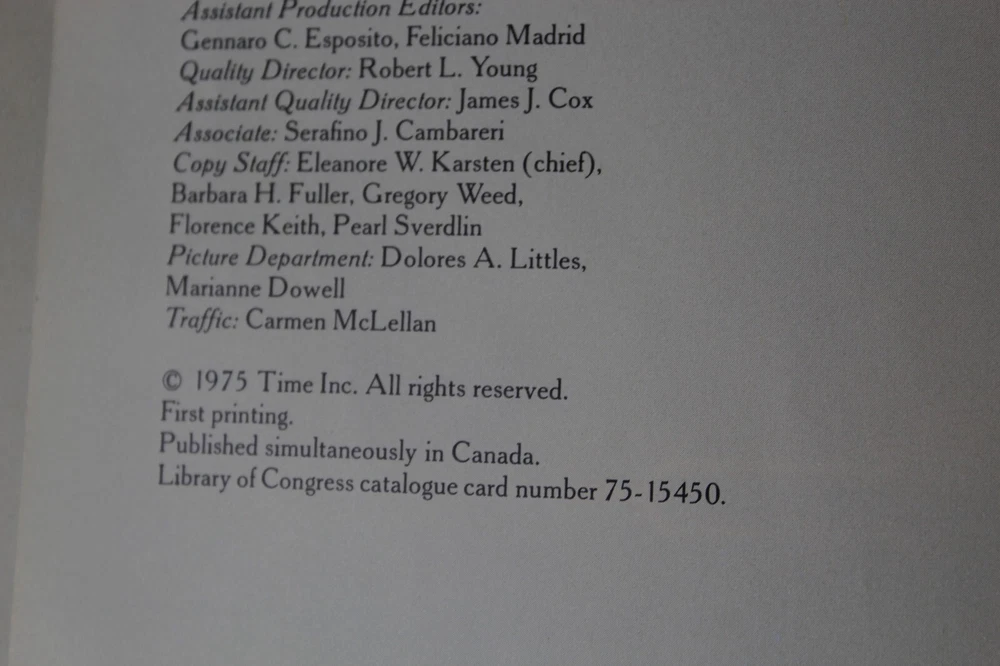 Assistant Production Editors:
Gennaro C. Esposito, Feliciano Madrid
Quality Director: Robert L. Young
Assistant Quality Director: James J. Cox
Associate: Serafino J. Cambareri
Copy Staff: Eleanore W. Karsten (chief),
Barbara H. Fuller, Gregory Weed,
Florence Keith, Pearl Sverdlin
Picture Department: Dolores A. Littles,
Marianne Dowell
Traffic: Carmen McLellan
© 1975 Time Inc. All rights reserved.
First printing.
Published simultaneously in Canada.
Library of Congress catalogue card number 75-15450.